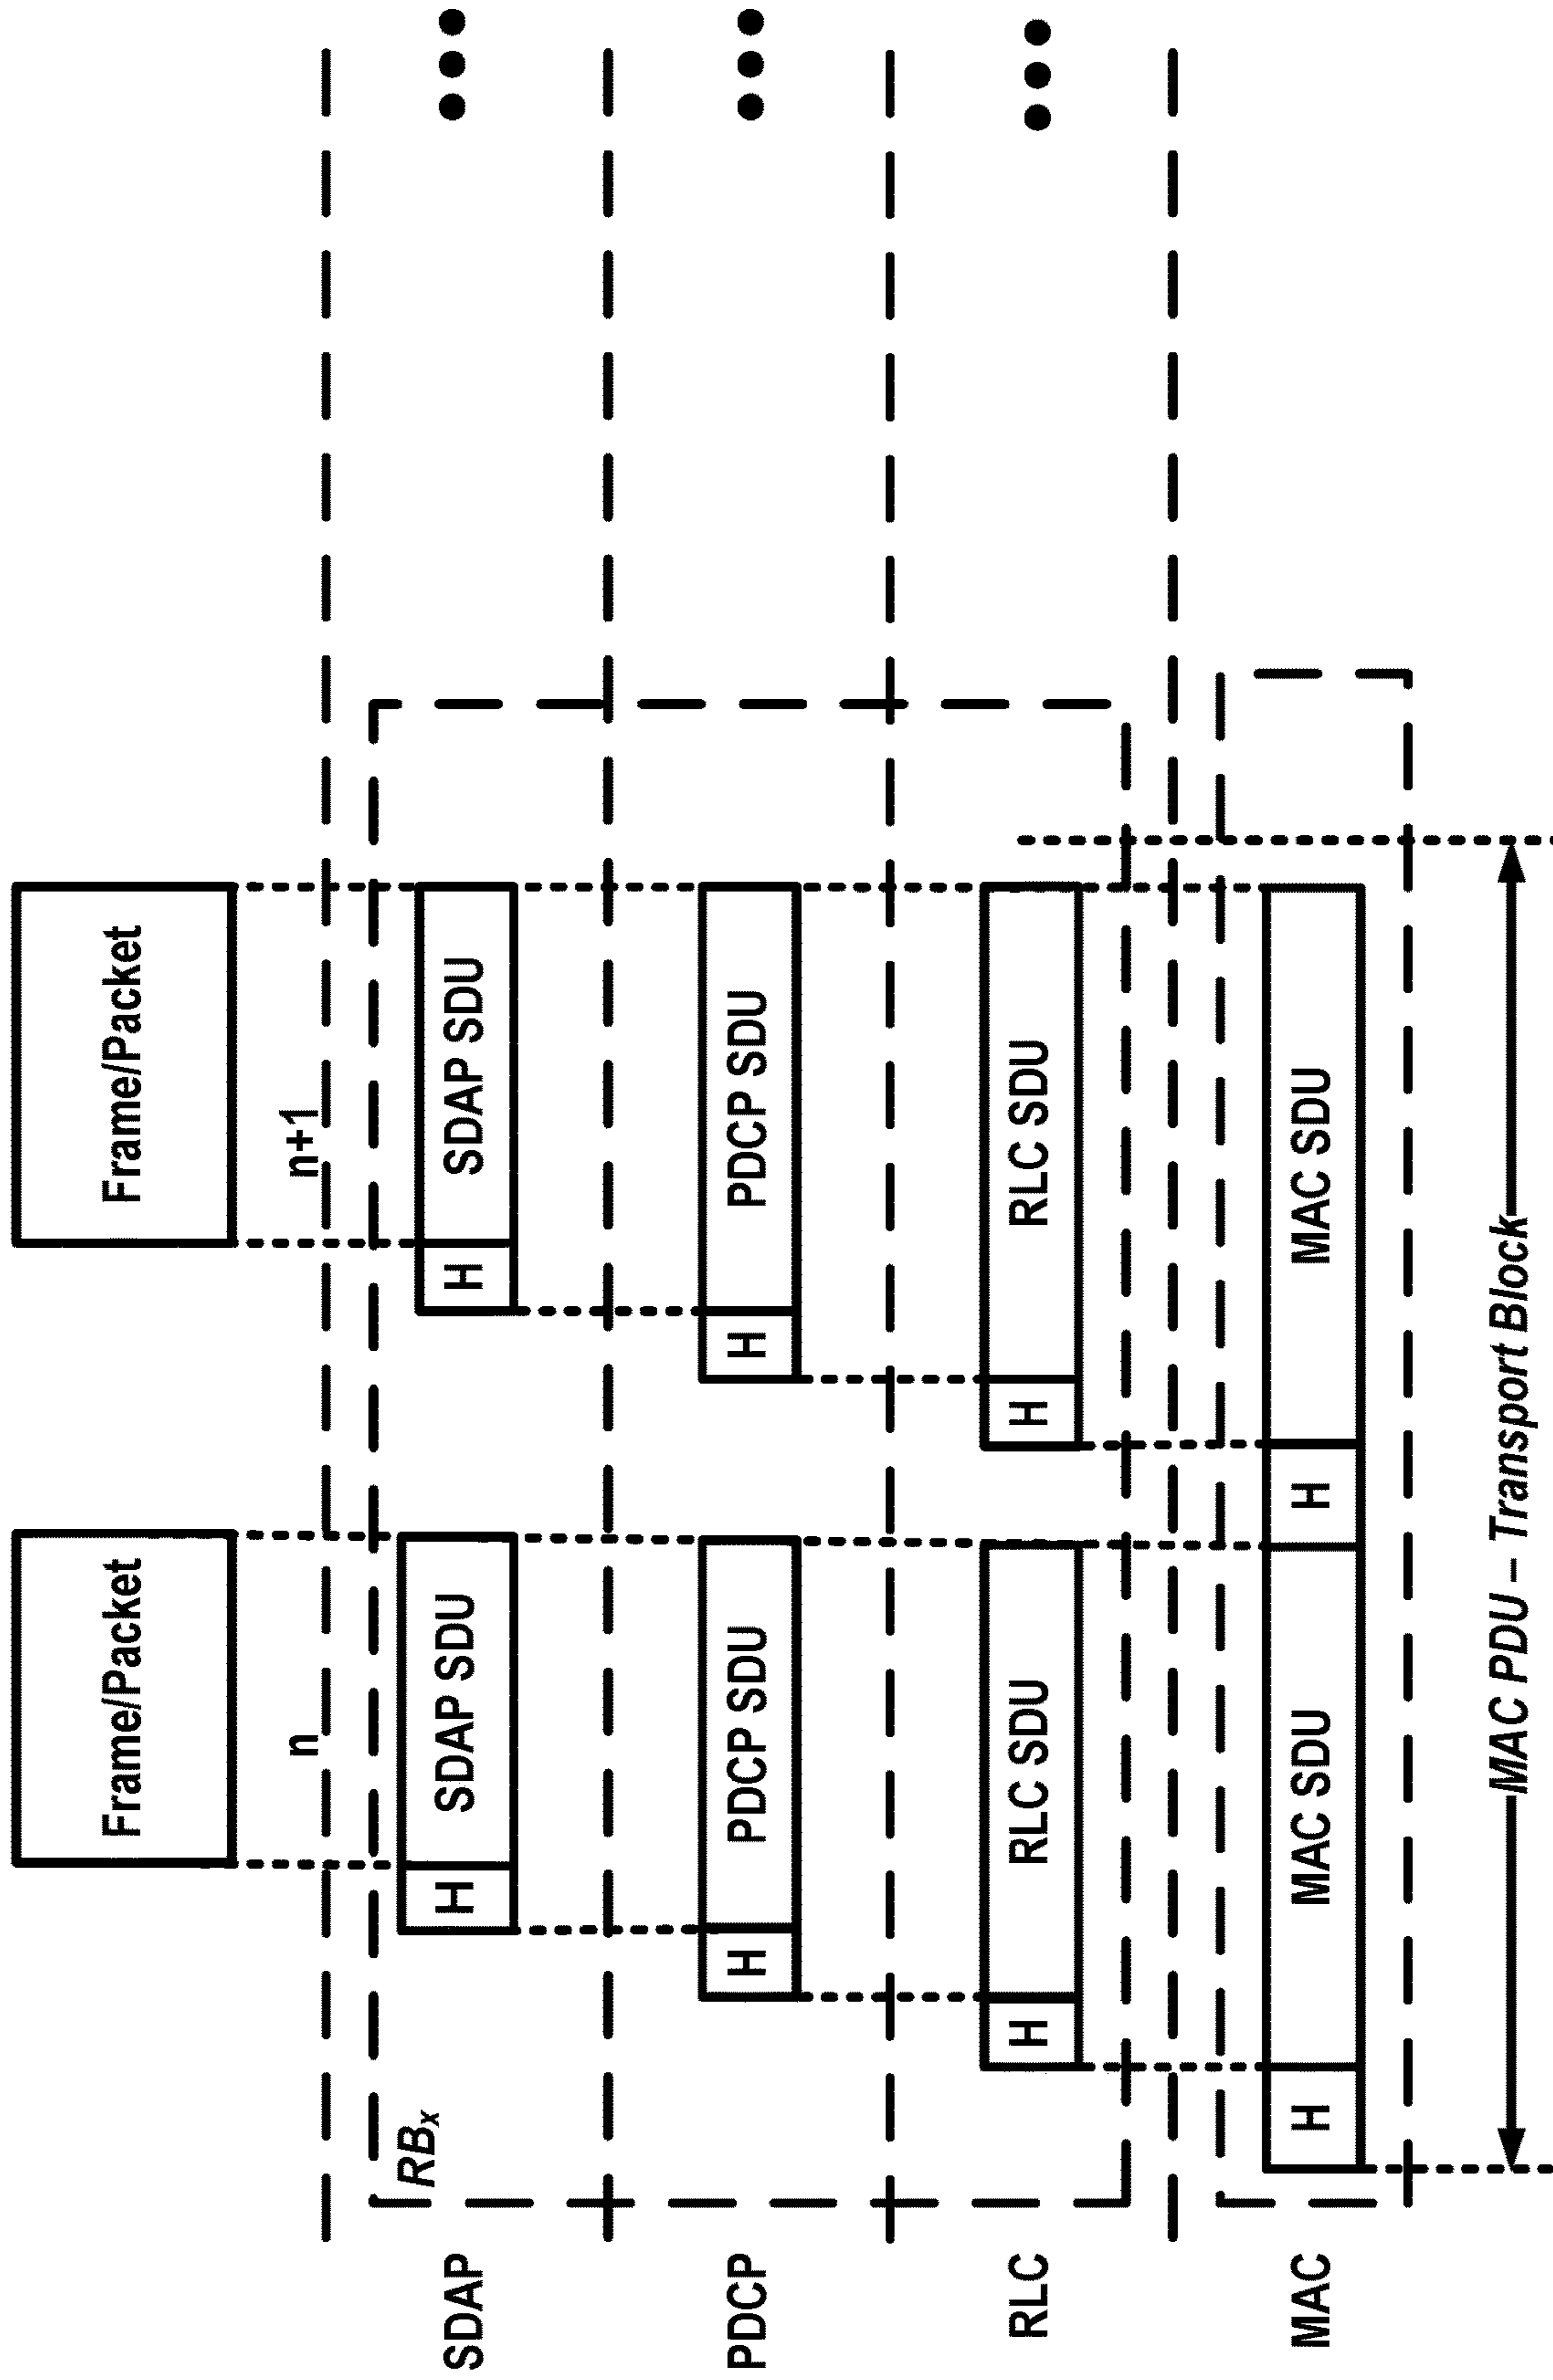 Frame/Packet
Frame/Packet
n
n+1
RBx
SDAP
H
SDAP SDU
H
SDAP SDU
PDCP
H
PDCP SDU
H
PDCP SDU
RLC
H
RLC SDU
H
RLC SDU
MAC
H
MAC SDU
H
MAC SDU
MAC PDU – Transport Block